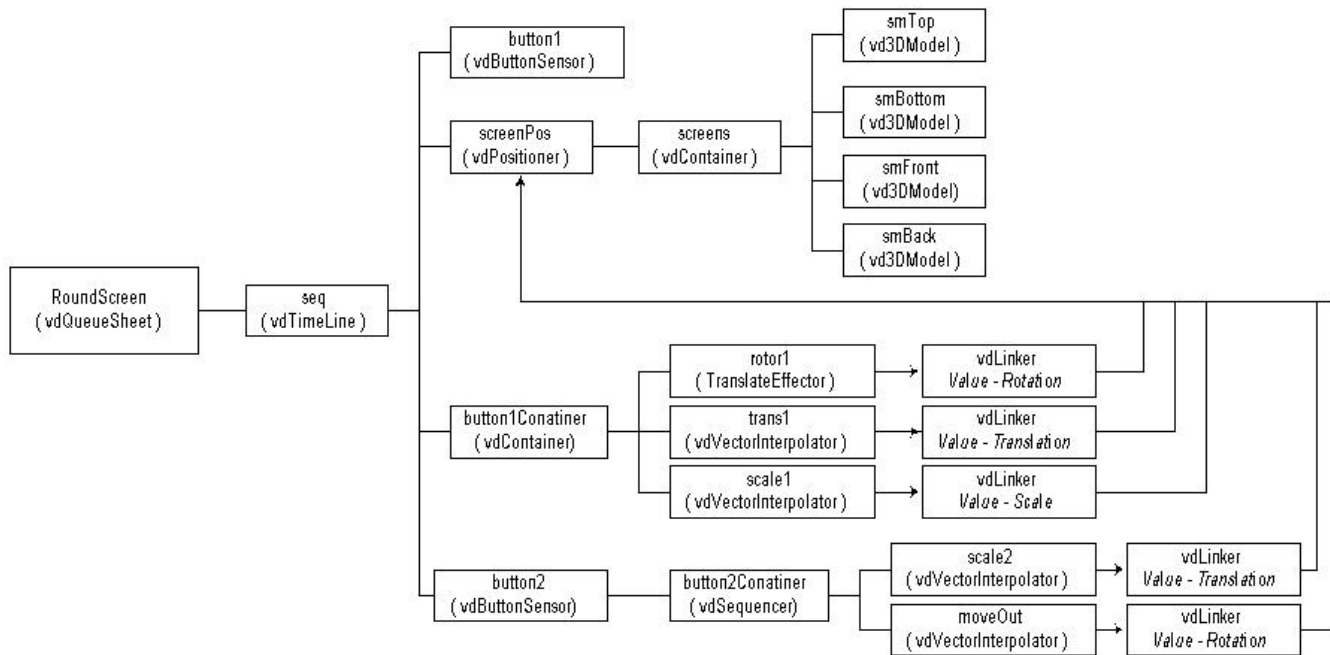 button1
( vdButtonSensor )
smTop
( vd3DModel )
smBottom
( vd3DModel )
screenPos
( vdPositioner )
screens
( vdContainer )
smFront
( vd3DModel)
smBack
( vd3DModel )
RoundScreen
( vdQueueSheet )
seq
( vdTimeLine )
rotor1
( TranslateEffector )
vdLinker
Value - Rotation
button1Conatiner
( vdContainer)
trans1
( vdVectorInterpolator )
vdLinker
Value - Translation
scale1
( vdVectorInterpolator )
vdLinker
Value - Scale
button2
( vdButtonSensor)
button2Conatiner
( vdSequencer)
scale2
( vdVectorInterpolator )
vdLinker
Value - Translation
moveOut
( vdVectorInterpolator )
vdLinker
Value - Rotation